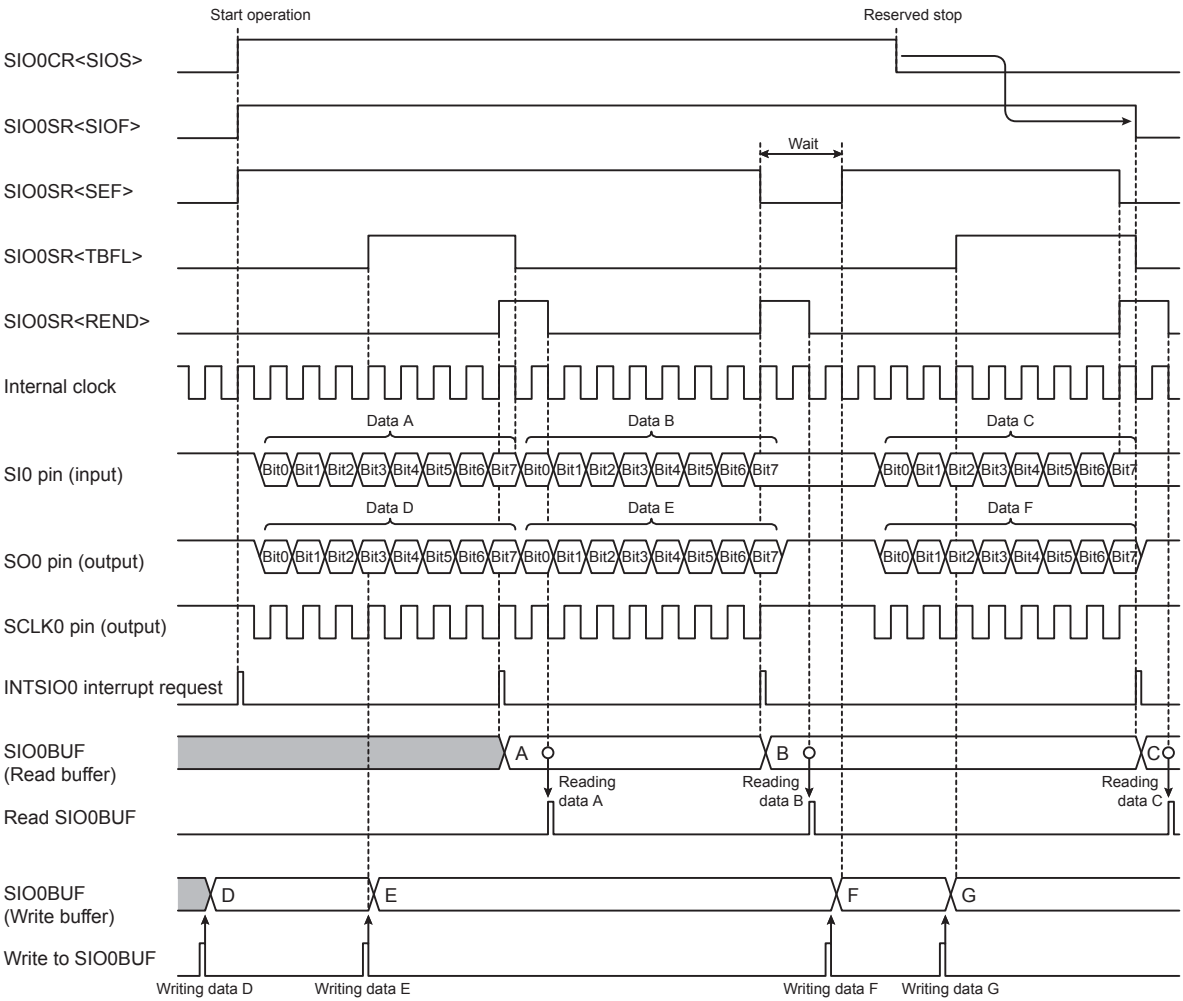 Start operation
Reserved stop
SIO0CR<SIOS>
SIO0SR<SIOF>
Wait
SIO0SR<SEF>
SIO0SR<TBFL>
SIO0SR<REND>
Internal clock
Data A
Data B
Data C
SI0 pin (input)
Bit0 Bit1 Bit2 Bit3 Bit4 Bit5 Bit6 Bit7 Bit0 Bit1 Bit2 Bit3 Bit4 Bit5 Bit6 Bit7 Bit0 Bit1 Bit2 Bit3 Bit4 Bit5 Bit6 Bit7
Data D
Data E
Data F
SO0 pin (output)
Bit0 Bit1 Bit2 Bit3 Bit4 Bit5 Bit6 Bit7 Bit0 Bit1 Bit2 Bit3 Bit4 Bit5 Bit6 Bit7 Bit0 Bit1 Bit2 Bit3 Bit4 Bit5 Bit6 Bit7
SCLK0 pin (output)
INTSIO0 interrupt request
SIO0BUF
(Read buffer)
A
B
C
Reading
data A
Reading
data B
Reading
data C
Read SIO0BUF
SIO0BUF
(Write buffer)
D
E
F
G
Write to SIO0BUF
Writing data D
Writing data E
Writing data F
Writing data G